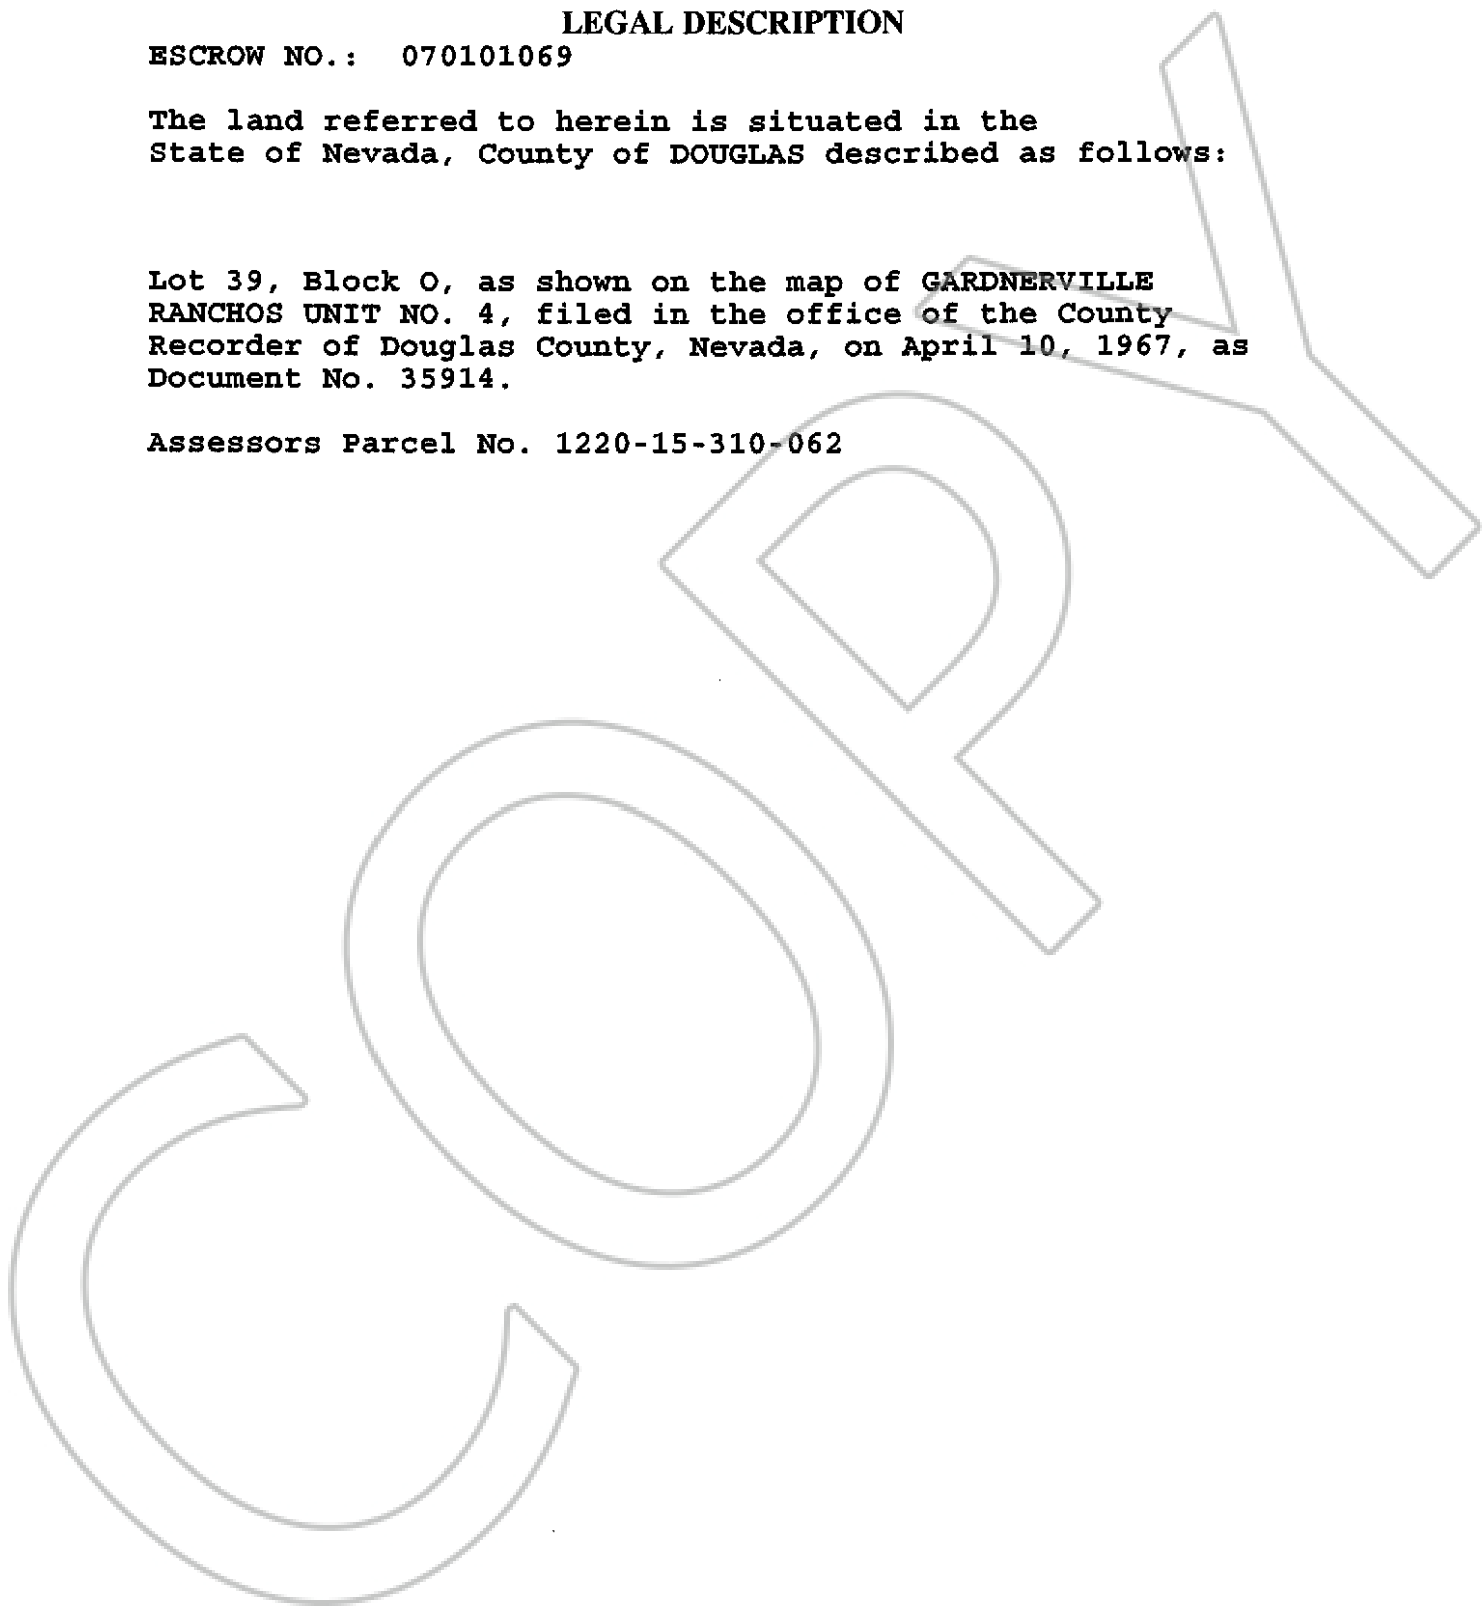 LEGAL DESCRIPTION
ESCROW NO.: 070101069
The land referred to herein is situated in the
State of Nevada, County of DOUGLAS described as follows:
Lot 39, Block O, as shown on the map of GARDNERVILLE
RANCHOS UNIT NO. 4, filed in the office of the County
Recorder of Douglas County, Nevada, on April 10, 1967, as
Document No. 35914.
Assessors Parcel No. 1220-15-310-062
COPY